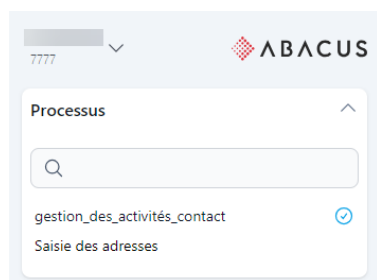 7777
ABACUS
Processus
gestion_des_activités_contact
Saisie des adresses